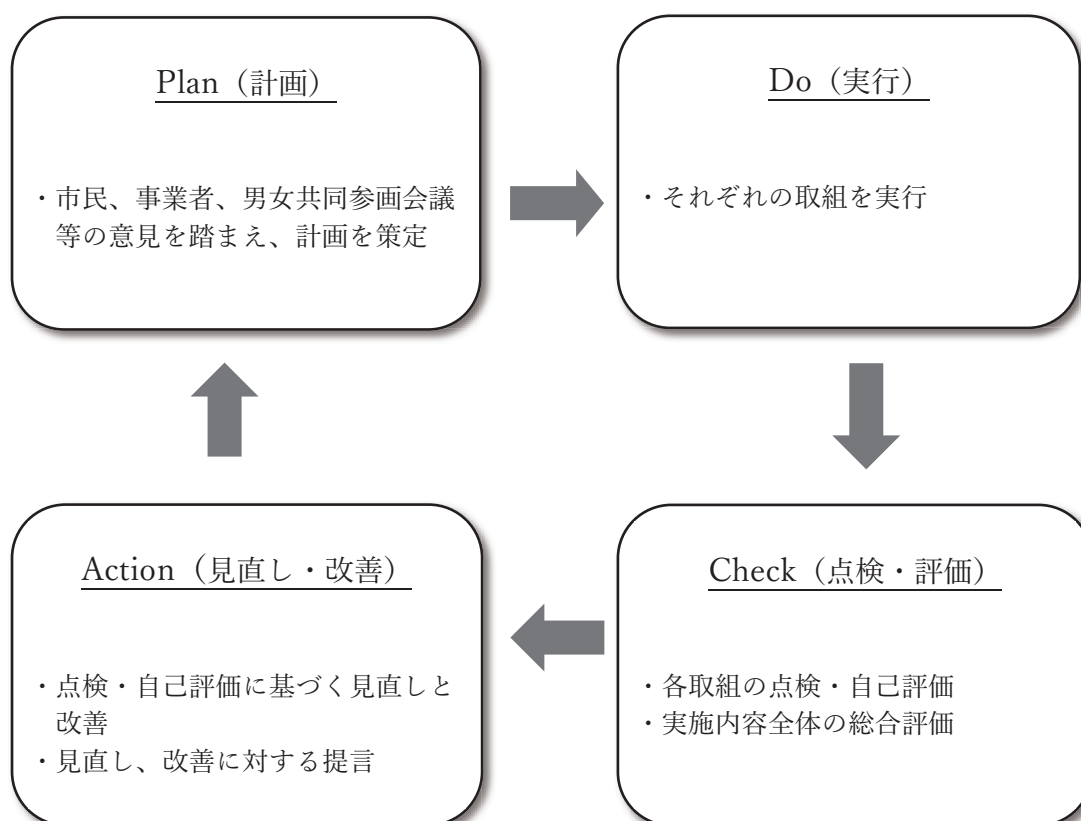 Plan（計画）
・市民、事業者、男女共同参画会議
等の意見を踏まえ、計画を策定
Do（実行）
・それぞれの取組を実行
Check（点検・評価）
・各取組の点検・自己評価
・実施内容全体の総合評価
Action（見直し・改善）
・点検・自己評価に基づく見直しと
改善
・見直し、改善に対する提言